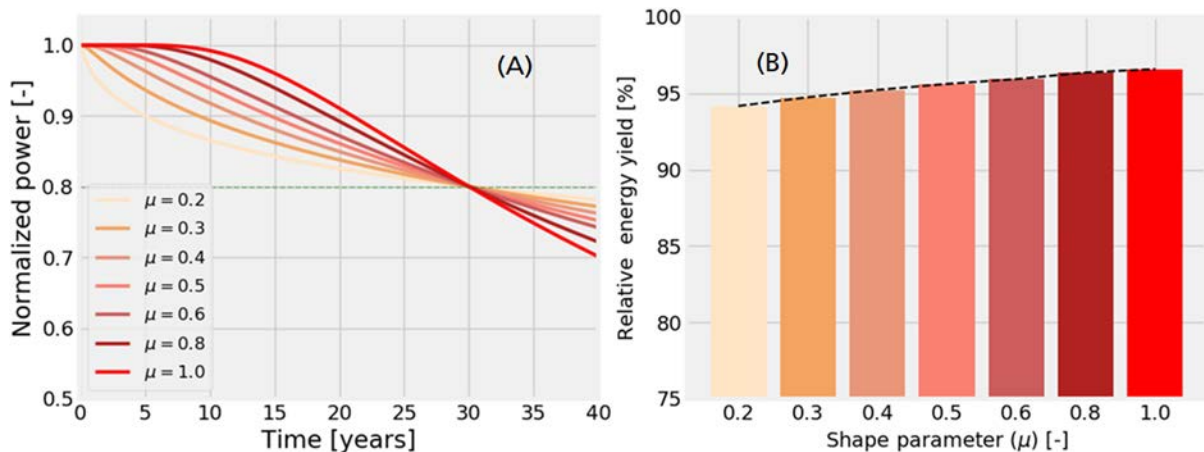 (A)
Normalized power [-]
1.0
0.9
0.8
0.7
0.6
0.5
μ = 0.2
μ = 0.3
μ = 0.4
μ = 0.5
μ = 0.6
μ = 0.8
μ = 1.0
0 5 10 15 20 25 30 35 40
Time [years]
(B)
Relative energy yield [%]
100
95
90
85
80
75
0.2 0.3 0.4 0.5 0.6 0.8 1.0
Shape parameter (μ) [-]